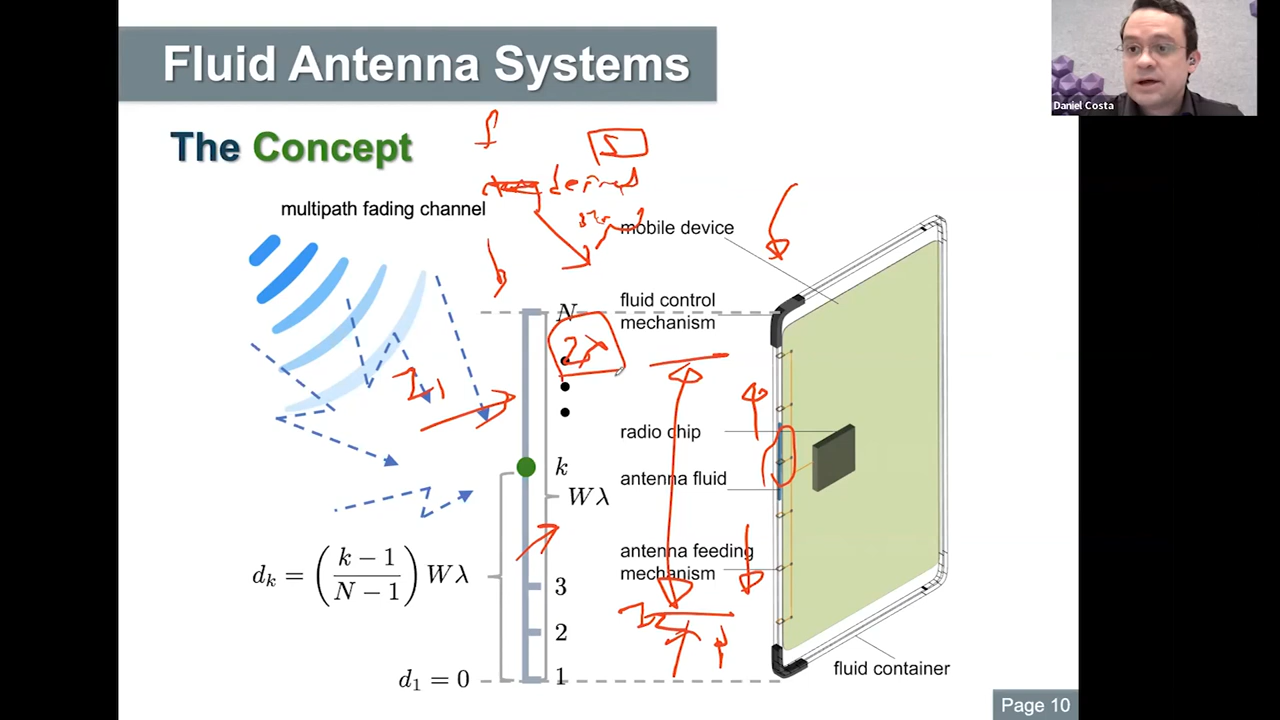 Fluid Antenna Systems
Daniel Costa
The Concept
multipath fading channel
mobile device
fluid control
mechanism
N
2λ
radio chip
k
antenna fluid
Wλ
antenna feeding
mechanism
d_k = ( (k − 1) / (N − 1) ) Wλ
3
2
d_1 = 0
1
fluid container
Page 10